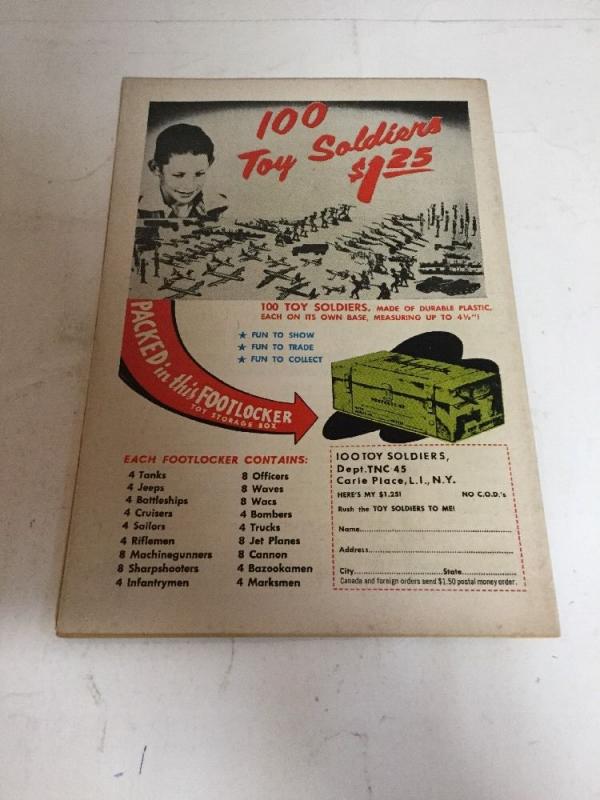 100
Toy Soldiers
$1.25
100 TOY SOLDIERS, MADE OF DURABLE PLASTIC,
EACH ON ITS OWN BASE, MEASURING UP TO 4½"!
★ FUN TO SHOW
★ FUN TO TRADE
★ FUN TO COLLECT
PACKED in this FOOTLOCKER
TOY STORAGE BOX
EACH FOOTLOCKER CONTAINS:
4 Tanks
4 Jeeps
4 Battleships
4 Cruisers
4 Sailors
4 Riflemen
8 Machinegunners
8 Sharpshooters
4 Infantrymen
8 Officers
8 Waves
8 Wacs
4 Bombers
4 Trucks
8 Jet Planes
8 Cannon
4 Bazookamen
4 Marksmen
100 TOY SOLDIERS,
Dept. TNC 45
Carle Place, L.I., N.Y.
HERE'S MY $1.25! NO C.O.D.'s
Rush the TOY SOLDIERS TO ME!
Name
Address
City State
Canada and foreign orders send $1.50 postal money order.